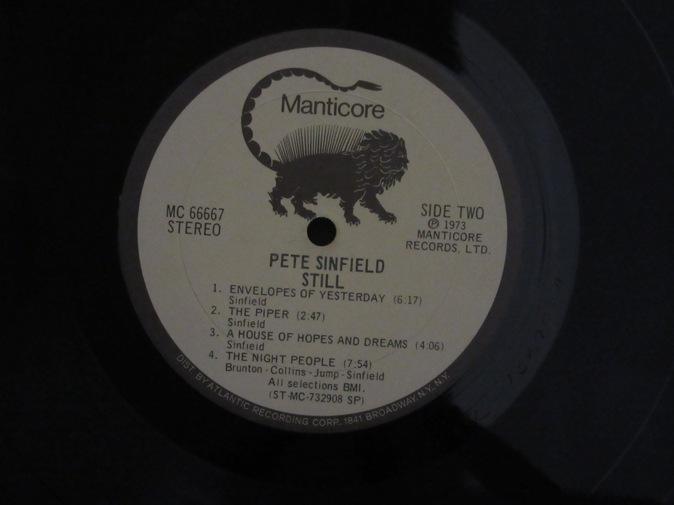 Manticore
MC 66667
STEREO
SIDE TWO
℗ 1973
MANTICORE
RECORDS, LTD.
PETE SINFIELD
STILL
1. ENVELOPES OF YESTERDAY (6:17)
Sinfield
2. THE PIPER (2:47)
Sinfield
3. A HOUSE OF HOPES AND DREAMS (4:06)
Sinfield
4. THE NIGHT PEOPLE (7:54)
Brunton-Collins-Jump-Sinfield
All selections BMI.
(ST-MC-732908 SP)
DIST. BY ATLANTIC RECORDING CORP. 1841 BROADWAY, N.Y. N.Y.